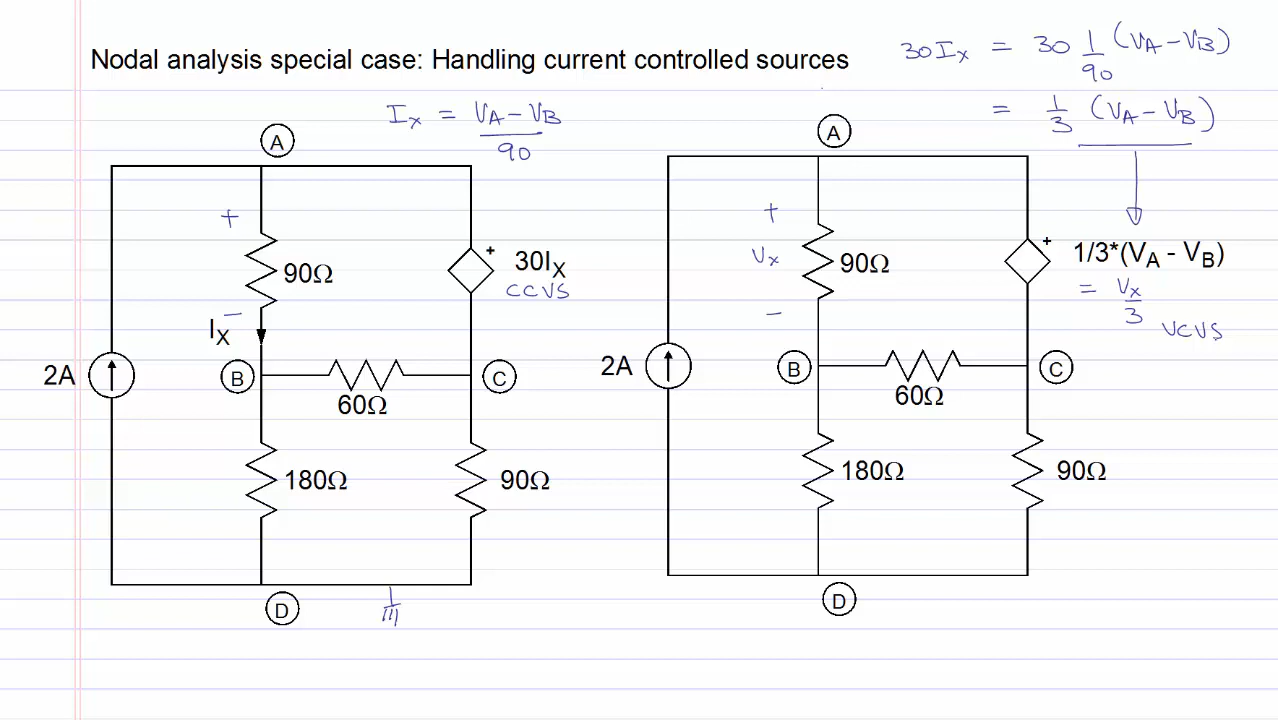 Nodal analysis special case: Handling current controlled sources
30Ix = 30 1/90 (VA – VB)
= 1/3 (VA – VB)
Ix = VA – VB / 90
A
A
+
+
+
+
90Ω
30IX
CCVS
Vx
90Ω
1/3*(VA - VB)
= Vx/3
VCVS
–
–
IX
2A
B
60Ω
C
2A
B
60Ω
C
180Ω
90Ω
180Ω
90Ω
D
D